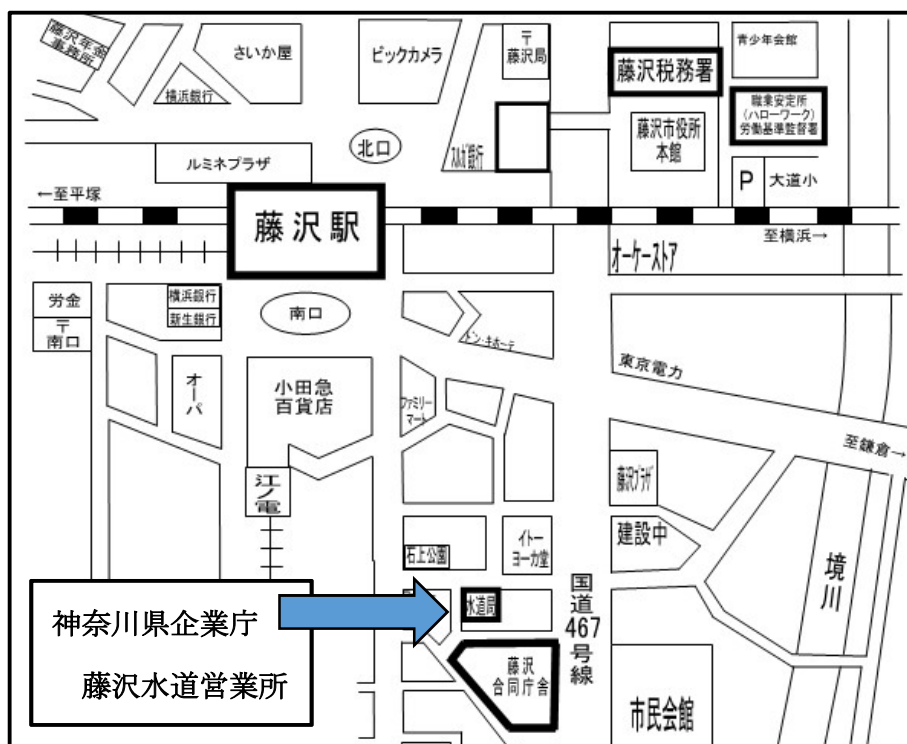 藤沢年金
事務所
さいか屋
横浜銀行
ビックカメラ
〒
藤沢局
スルガ銀行
藤沢税務署
藤沢市役所
本館
青少年会館
職業安定所
(ハローワーク)
労働基準監督署
P
大道小
北口
ルミネプラザ
←至平塚
藤沢駅
至横浜→
オーケーストア
労金
〒
南口
横浜銀行
新生銀行
南口
ドン・キホーテ
東京電力
オーパ
小田急
百貨店
ファミリー
マート
至鎌倉→
江ノ電
藤沢プラザ
石上公園
イトー
ヨーカ堂
建設中
境川
国道467号線
水道局
神奈川県企業庁
藤沢水道営業所
藤沢
合同庁舎
市民会館